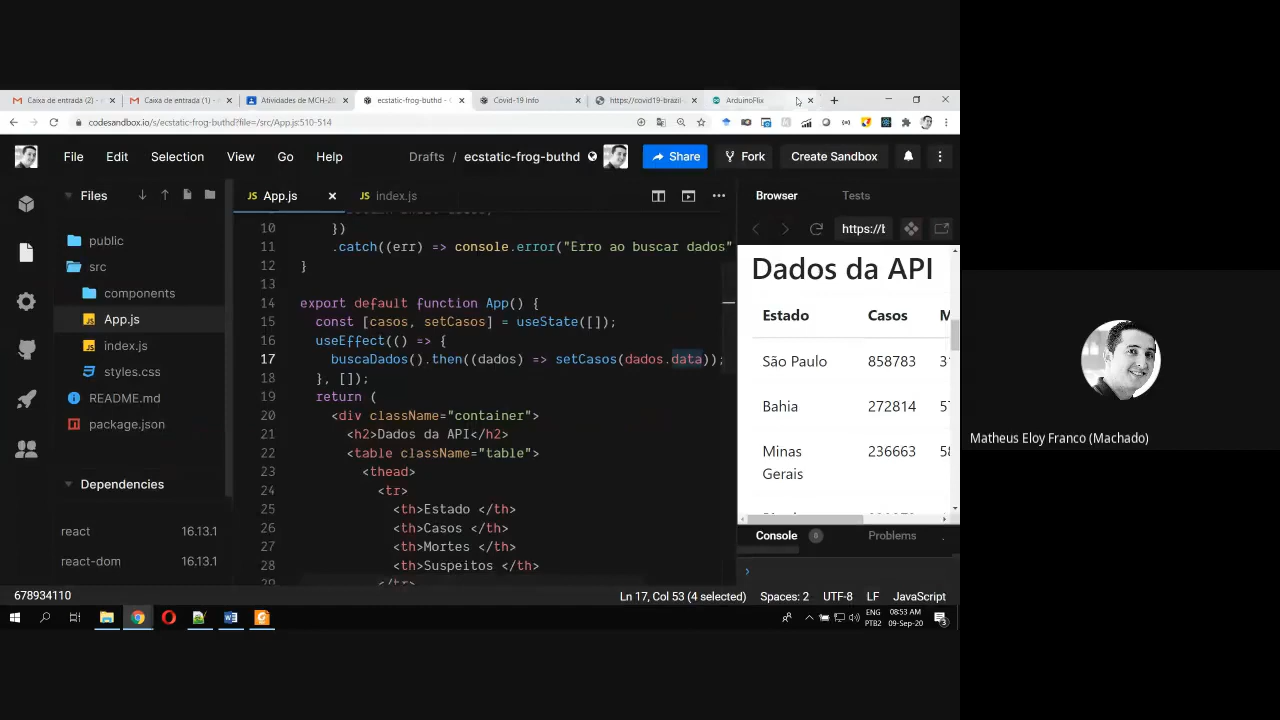 Caixa de entrada (2) -
Caixa de entrada (1) -
Atividades de MCH-20
ecstatic-frog-buthd - C
Covid-19 Info
https://covid19-brazil-
ArduinoFlix
codesandbox.io/s/ecstatic-frog-buthd?file=/src/App.js:510-514
File Edit Selection View Go Help
Drafts / ecstatic-frog-buthd
Share
Fork
Create Sandbox
Files
public
src
components
App.js
index.js
styles.css
README.md
package.json
Dependencies
react 16.13.1
react-dom 16.13.1
JS App.js
JS index.js
10 })
11 .catch((err) => console.error("Erro ao buscar dados"
12 }
13
14 export default function App() {
15 const [casos, setCasos] = useState([]);
16 useEffect(() => {
17 buscaDados().then((dados) => setCasos(dados.data));
18 }, []);
19 return (
20 <div className="container">
21 <h2>Dados da API</h2>
22 <table className="table">
23 <thead>
24 <tr>
25 <th>Estado </th>
26 <th>Casos </th>
27 <th>Mortes </th>
28 <th>Suspeitos </th>
29 </tr>
Browser Tests
https://b
Dados da API
Estado Casos M
São Paulo 858783 31
Bahia 272814 57
Minas Gerais 236663 58
Console 8
Problems
678934110
Ln 17, Col 53 (4 selected) Spaces: 2 UTF-8 LF JavaScript
ENG
PTB2
08:53 AM
09-Sep-20
3
Matheus Eloy Franco (Machado)